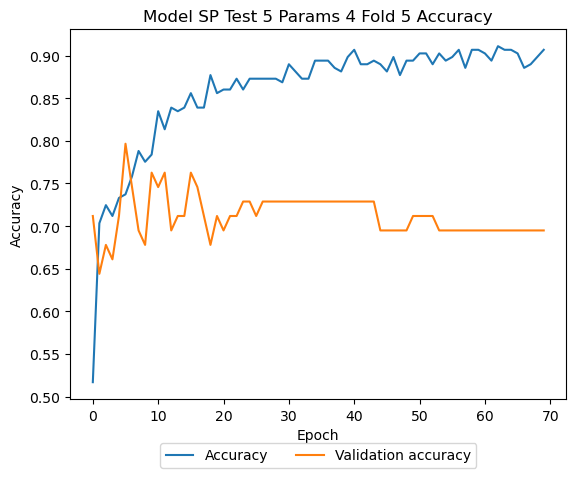 Model SP Test 5 Params 4 Fold 5 Accuracy
0.90
0.85
0.80
0.75
0.70
0.65
0.60
0.55
0.50
Accuracy
0 10 20 30 40 50 60 70
Epoch
Accuracy Validation accuracy